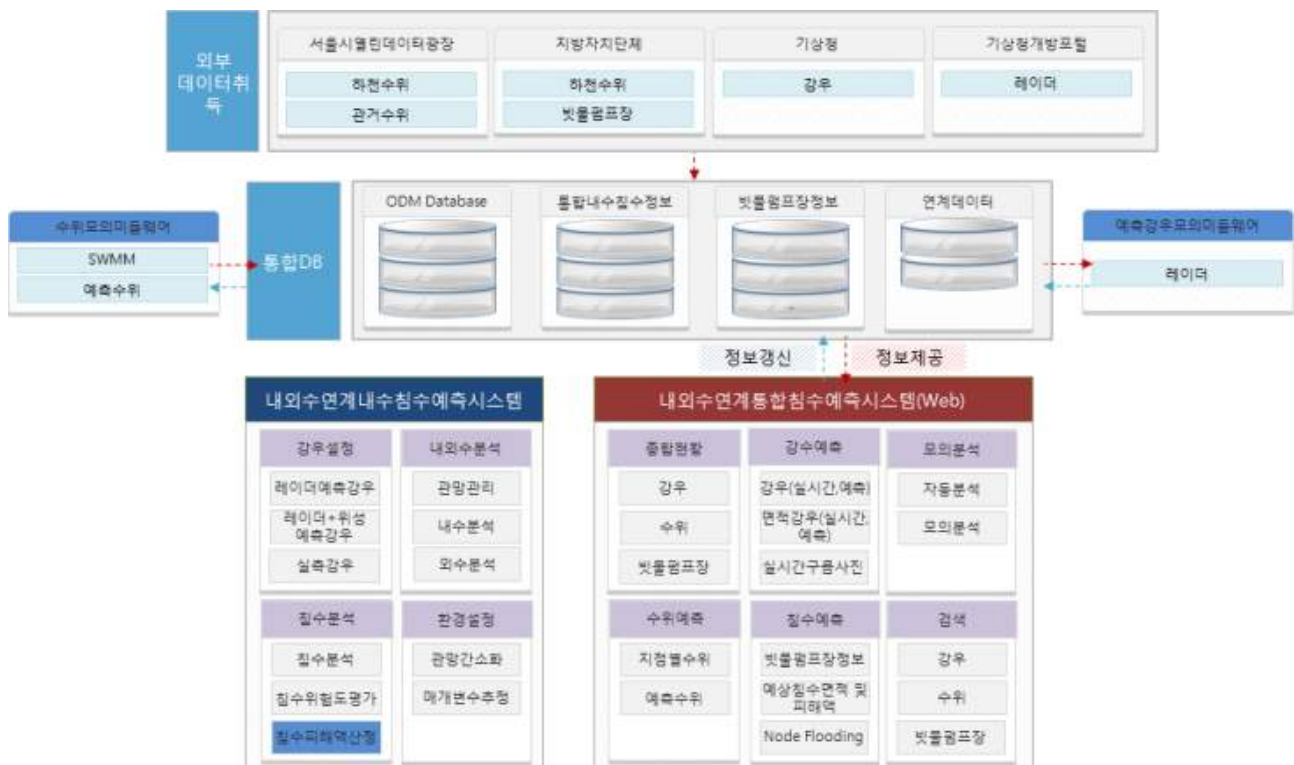 외부
데이터취
득
서울시열린데이터광장
하천수위
관거수위
지방자치단체
하천수위
빗물펌프장
기상청
강우
기상청개방포털
레이더
수위모의미들웨어
SWMM
예측수위
통합DB
ODM Database
통합내수침수정보
빗물펌프장정보
연계데이터
예측강우모의미들웨어
레이더
정보갱신
정보제공
내외수연계내수침수예측시스템
강우설정
레이더예측강우
레이더+위성
예측강우
실측강우
내외수분석
관망관리
내수분석
외수분석
침수분석
침수분석
침수위험도평가
침수피해액산정
환경설정
관망간소화
매개변수추정
내외수연계통합침수예측시스템(Web)
종합현황
강우
수위
빗물펌프장
강수예측
강우(실시간,예측)
면적강우(실시간,
예측)
실시간구름사진
모의분석
자동분석
모의분석
수위예측
지점별수위
예측수위
침수예측
빗물펌프장정보
예상침수면적 및
피해액
Node Flooding
검색
강우
수위
빗물펌프장